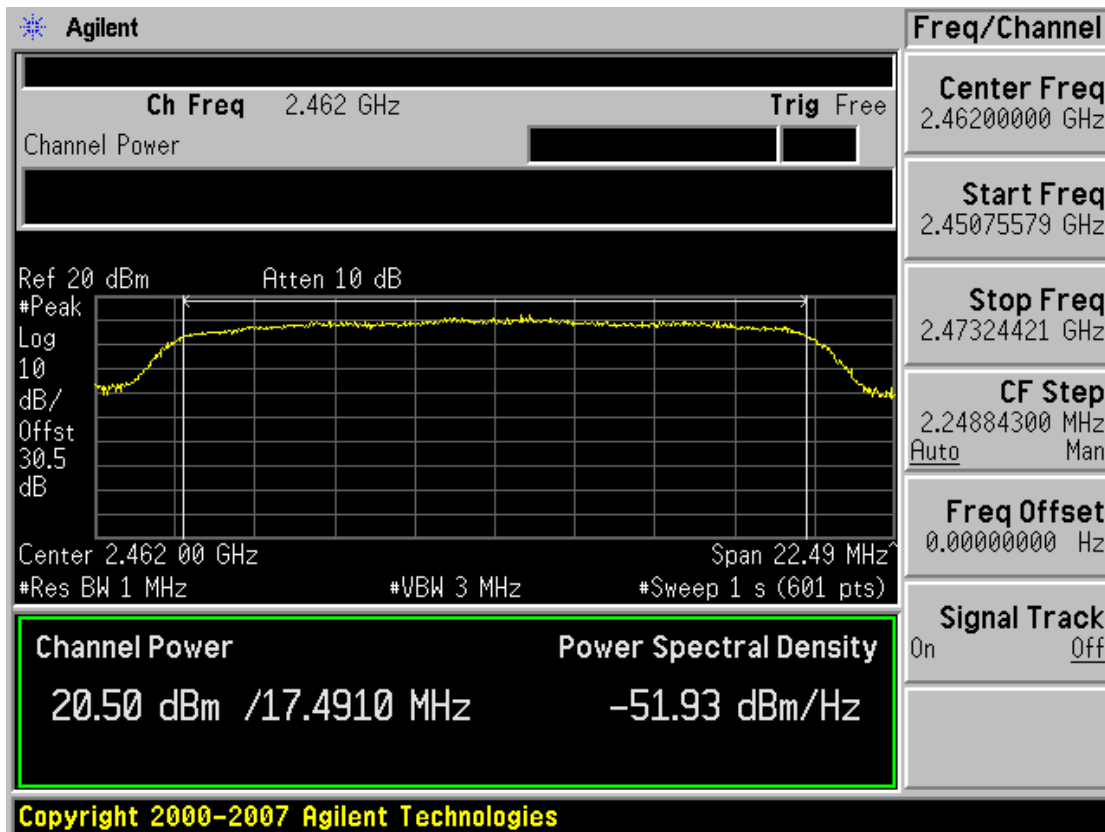 Agilent
Ch Freq 2.462 GHz Trig Free
Channel Power
Ref 20 dBm Atten 10 dB
#Peak
Log
10
dB/
Offst
30.5
dB
Center 2.462 00 GHz Span 22.49 MHz^
#Res BW 1 MHz #VBW 3 MHz #Sweep 1 s (601 pts)
Channel Power Power Spectral Density
20.50 dBm /17.4910 MHz -51.93 dBm/Hz
Copyright 2000-2007 Agilent Technologies
Freq/Channel
Center Freq
2.46200000 GHz
Start Freq
2.45075579 GHz
Stop Freq
2.47324421 GHz
CF Step
2.24884300 MHz
Auto Man
Freq Offset
0.00000000 Hz
Signal Track
On Off